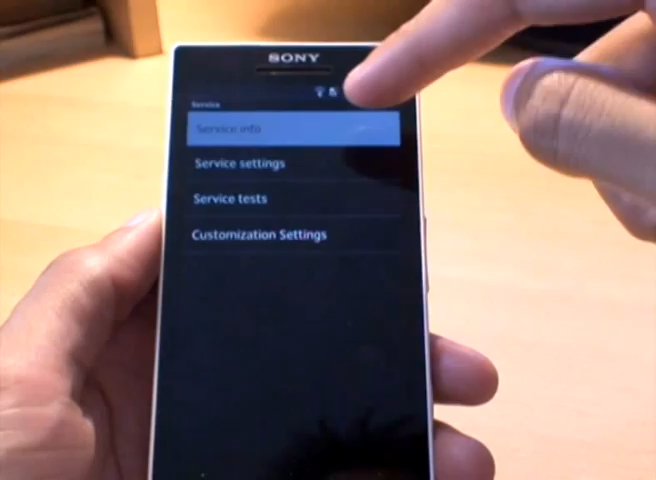 SONY
Service
Service info
Service settings
Service tests
Customization Settings